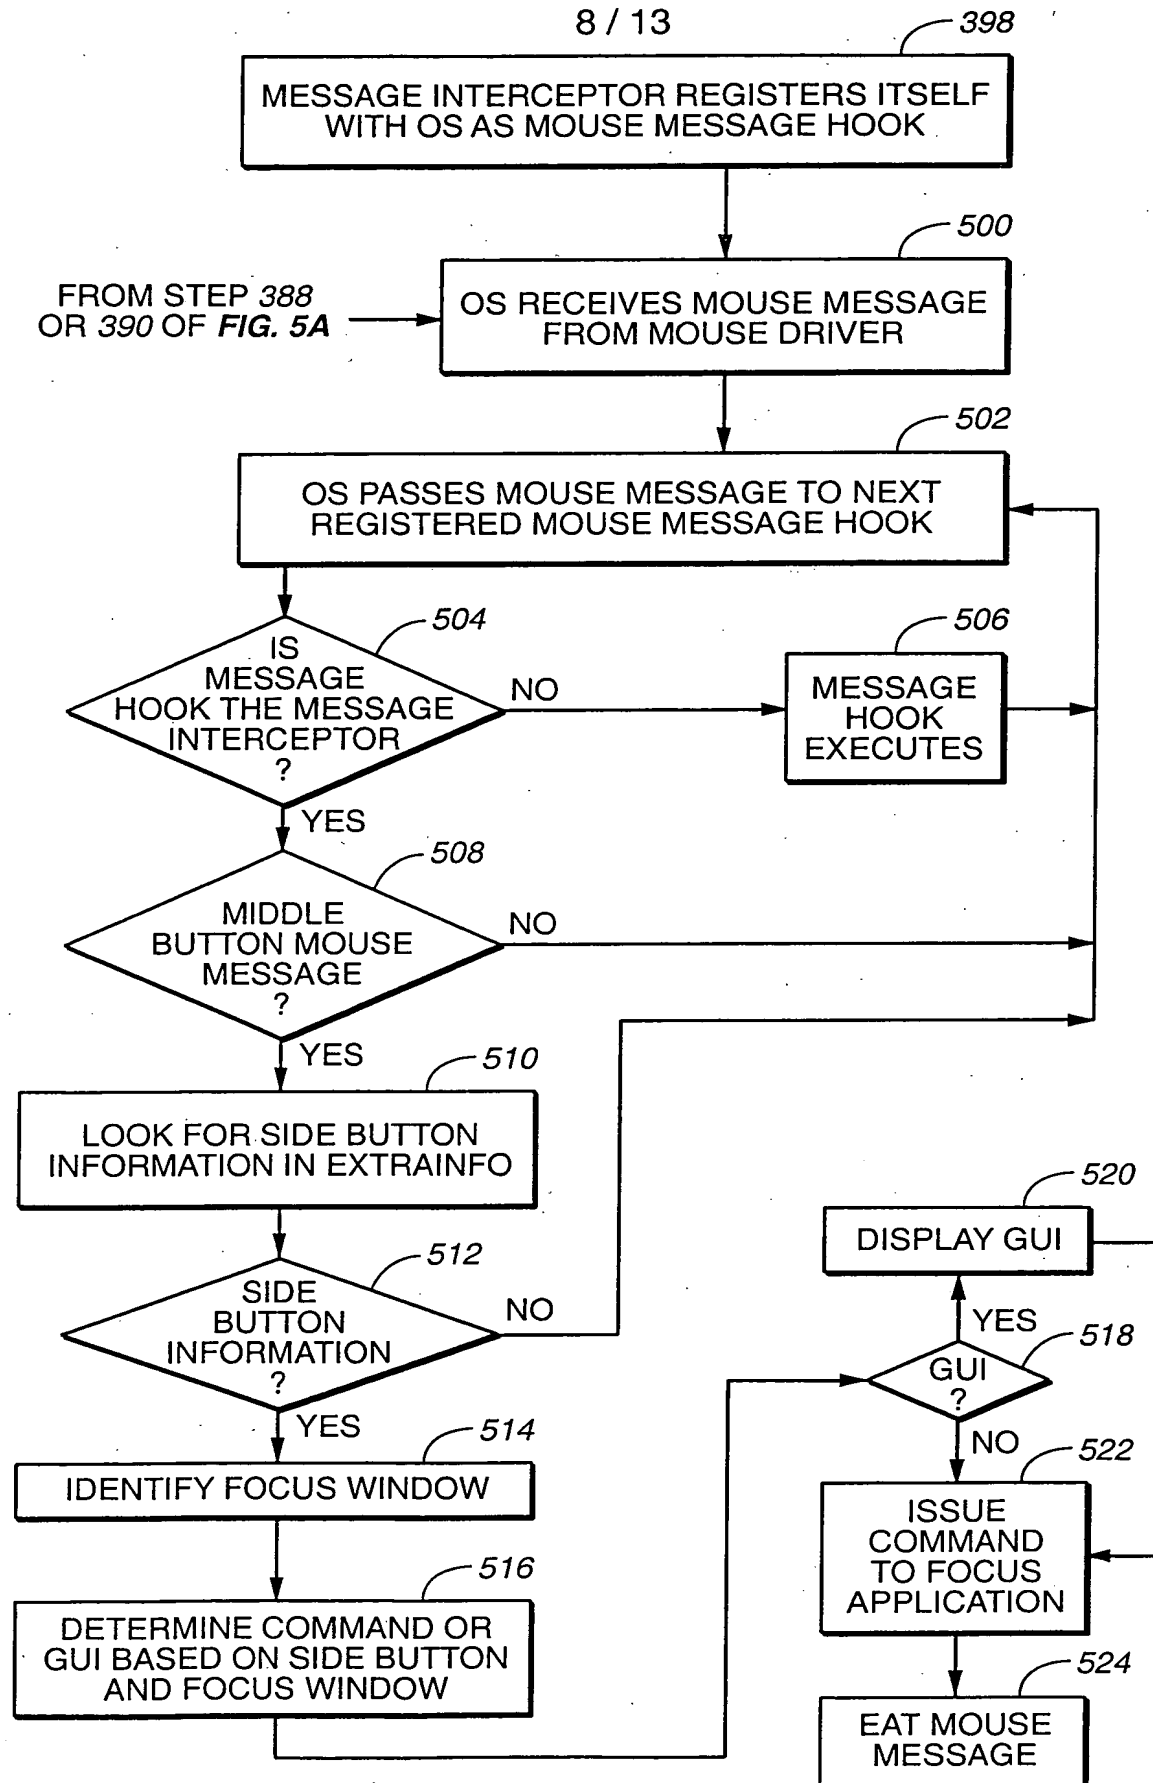 8 / 13
398
MESSAGE INTERCEPTOR REGISTERS ITSELF
WITH OS AS MOUSE MESSAGE HOOK
500
FROM STEP 388
OR 390 OF FIG. 5A
OS RECEIVES MOUSE MESSAGE
FROM MOUSE DRIVER
502
OS PASSES MOUSE MESSAGE TO NEXT
REGISTERED MOUSE MESSAGE HOOK
504
IS
MESSAGE
HOOK THE MESSAGE
INTERCEPTOR
?
NO
506
MESSAGE
HOOK
EXECUTES
YES
508
MIDDLE
BUTTON MOUSE
MESSAGE
?
NO
YES
510
LOOK FOR SIDE BUTTON
INFORMATION IN EXTRAINFO
512
SIDE
BUTTON
INFORMATION
?
NO
YES
514
IDENTIFY FOCUS WINDOW
516
DETERMINE COMMAND OR
GUI BASED ON SIDE BUTTON
AND FOCUS WINDOW
520
DISPLAY GUI
YES
518
GUI
?
NO
522
ISSUE
COMMAND
TO FOCUS
APPLICATION
524
EAT MOUSE
MESSAGE